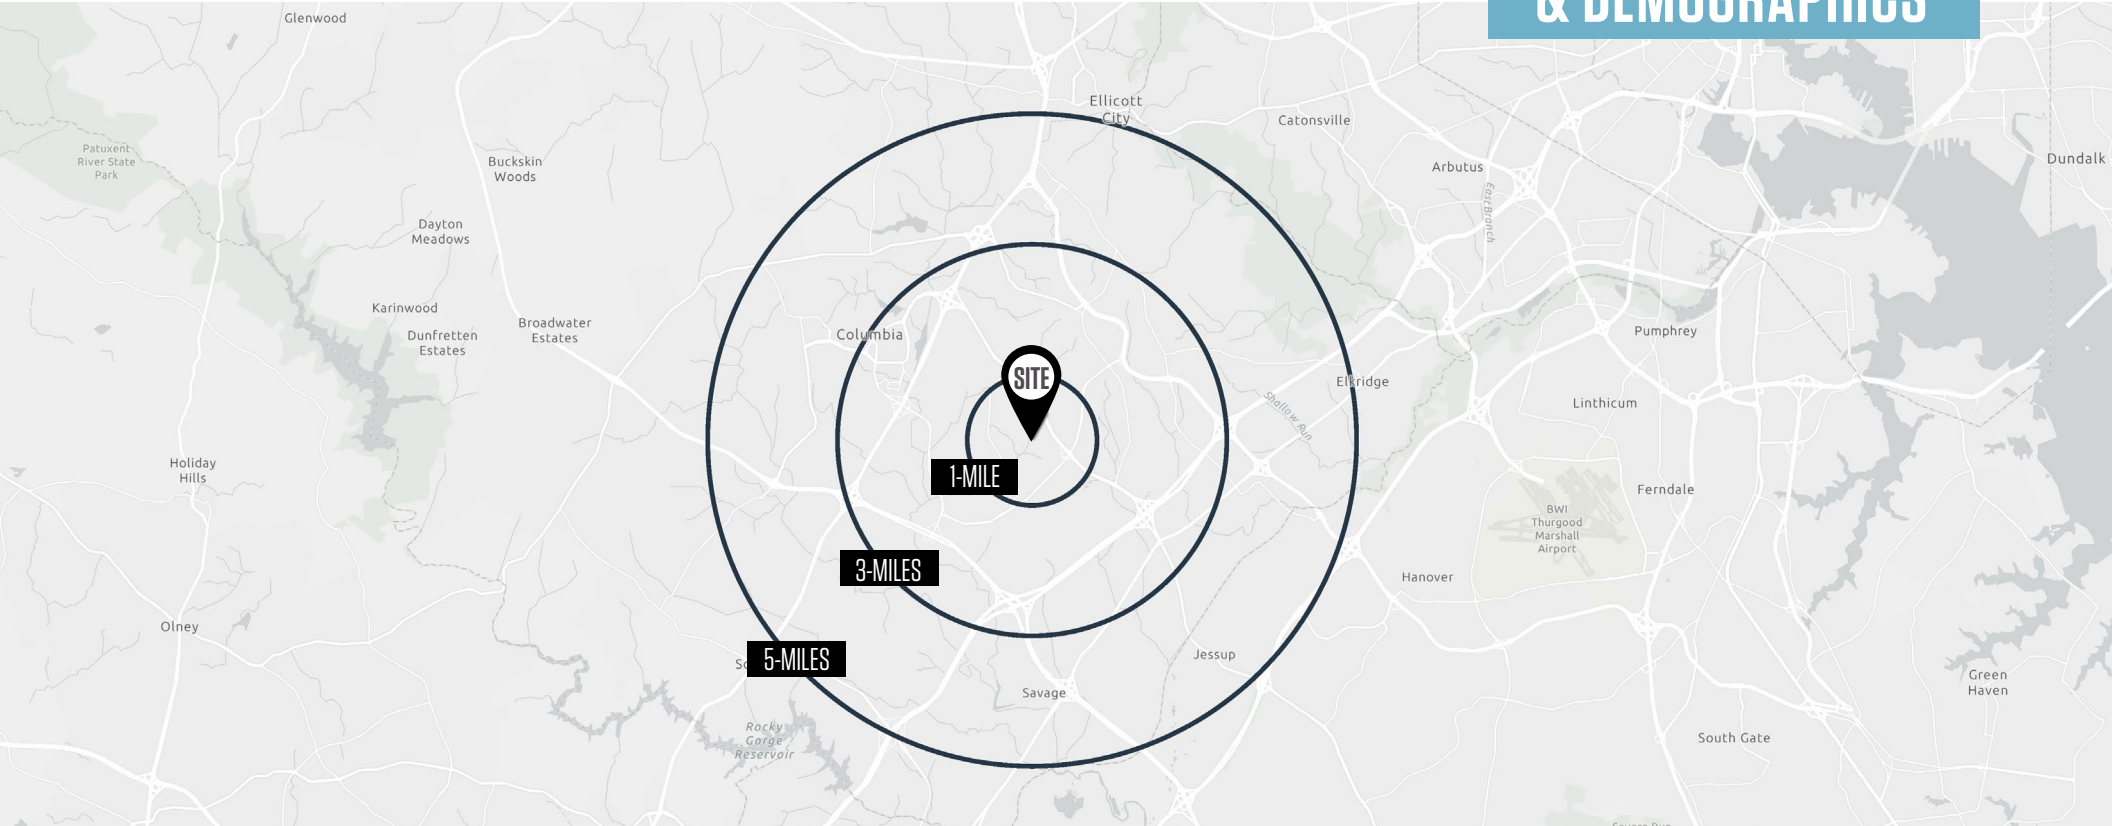 & DEMOGRAPHICS
Glenwood
Ellicott
City
Catonsville
Patuxent
River State
Park
Buckskin
Woods
Arbutus
Dundalk
East Branch
Dayton
Meadows
Karinwood
Dunfretten
Estates
Broadwater
Estates
Columbia
Pumphrey
SITE
Elkridge
Shallow Run
Linthicum
Holiday
Hills
1-MILE
Ferndale
BWI
Thurgood
Marshall
Airport
3-MILES
Hanover
Olney
5-MILES
Jessup
Savage
Green
Haven
Rocky
Gorge
Reservoir
South Gate